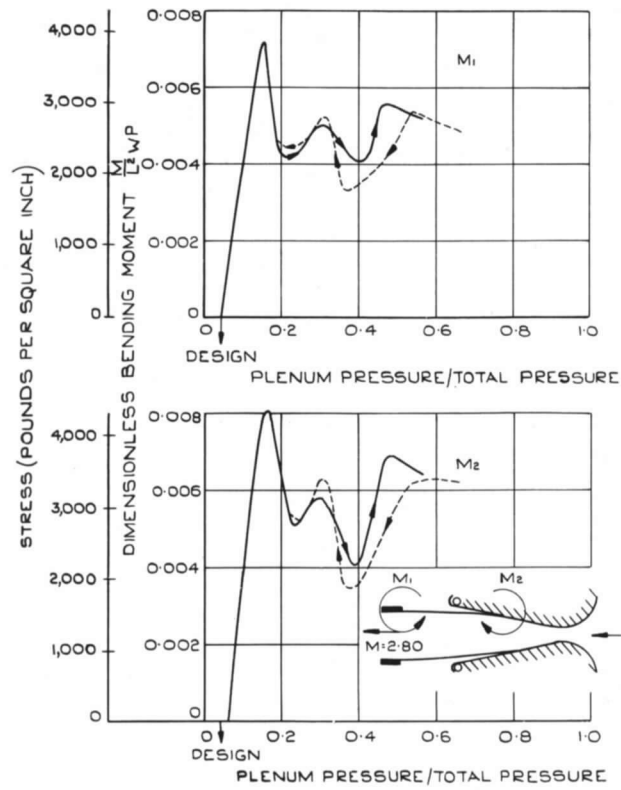 STRESS (POUNDS PER SQUARE INCH)
4,000
3,000
2,000
1,000
0
DIMENSIONLESS BENDING MOMENT M/L²WP
0·008
0·006
0·004
0·002
0
M₁
0 0·2 0·4 0·6 0·8 1·0
DESIGN
PLENUM PRESSURE/TOTAL PRESSURE
4,000
3,000
2,000
1,000
0
0·008
0·006
0·004
0·002
0
M₂
M₁ M₂
M=2·80
0 0·2 0·4 0·6 0·8 1·0
DESIGN
PLENUM PRESSURE/TOTAL PRESSURE